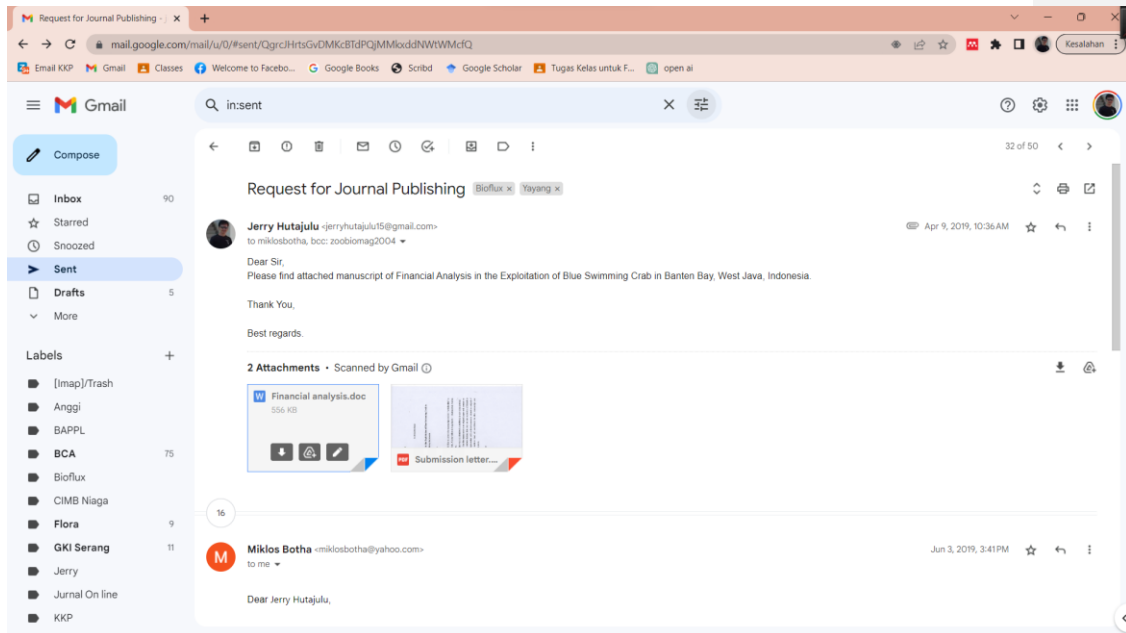 Request for Journal Publishing - j
mail.google.com/mail/u/0/#sent/QgrcJHrtsGvDMKcBTdPQjMMkxddNWtWMcfQ
Kesalahan
Email KKP Gmail Classes Welcome to Facebo... Google Books Scribd Google Scholar Tugas Kelas untuk F... open ai
Gmail
in:sent
Compose
32 of 50
Request for Journal Publishing Bioflux × Yayang ×
Inbox 90
Starred
Snoozed
Sent
Drafts 5
More
Labels
[Imap]/Trash
Anggi
BAPPL
BCA 75
Bioflux
CIMB Niaga
Flora 9
GKI Serang 11
Jerry
Jurnal On line
KKP
Jerry Hutajulu <jerryhutajulu15@gmail.com>
Apr 9, 2019, 10:36 AM
to miklosbotha, bcc: zoobiomag2004
Dear Sir,
Please find attached manuscript of Financial Analysis in the Exploitation of Blue Swimming Crab in Banten Bay, West Java, Indonesia.
Thank You,
Best regards.
2 Attachments • Scanned by Gmail
W Financial analysis.doc
556 KB
PDF Submission letter....
16
M
Miklos Botha <miklosbotha@yahoo.com>
Jun 3, 2019, 3:41 PM
to me
Dear Jerry Hutajulu,